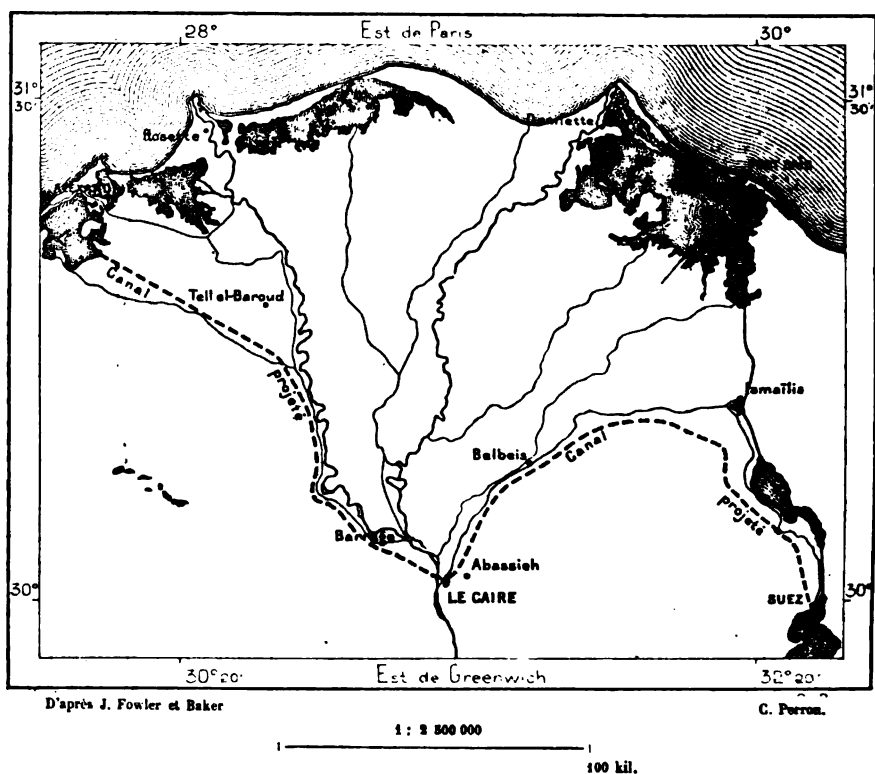 28° Est de Paris 30°
31° 30' 31° 30'
Rosette
Damiette
Canal
Tell el-Baroud
projeté
Ismaïlia
Belbeis
Canal
projeté
Barrage
Abassieh
30° 30°
LE CAIRE
SUEZ
30°20' Est de Greenwich 32°20'
D'après J. Fowler et Baker C. Perron.
1 : 2 500 000
100 kil.